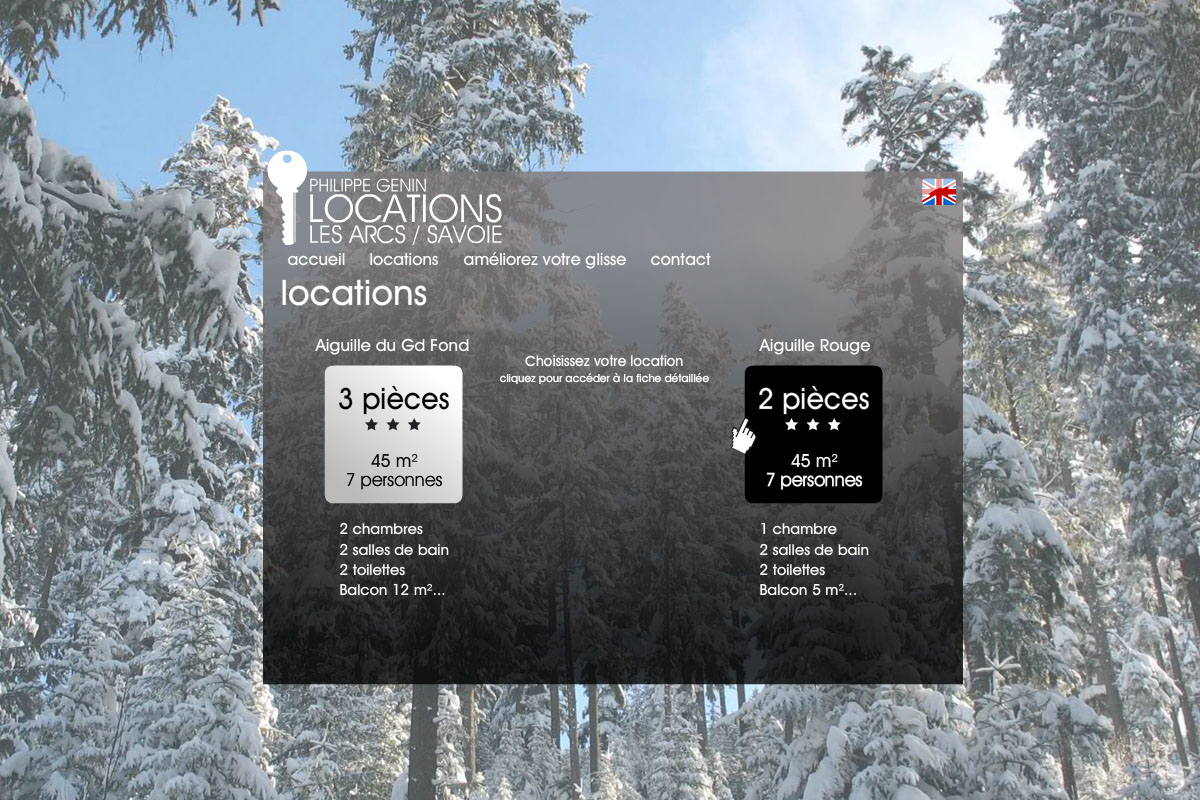 PHILIPPE GENIN
LOCATIONS
LES ARCS / SAVOIE
accueil locations améliorez votre glisse contact
locations
Aiguille du Gd Fond
3 pièces
45 m²
7 personnes
2 chambres
2 salles de bain
2 toilettes
Balcon 12 m²...
Choisissez votre location
cliquez pour accéder à la fiche détaillée
Aiguille Rouge
2 pièces
45 m²
7 personnes
1 chambre
2 salles de bain
2 toilettes
Balcon 5 m²...